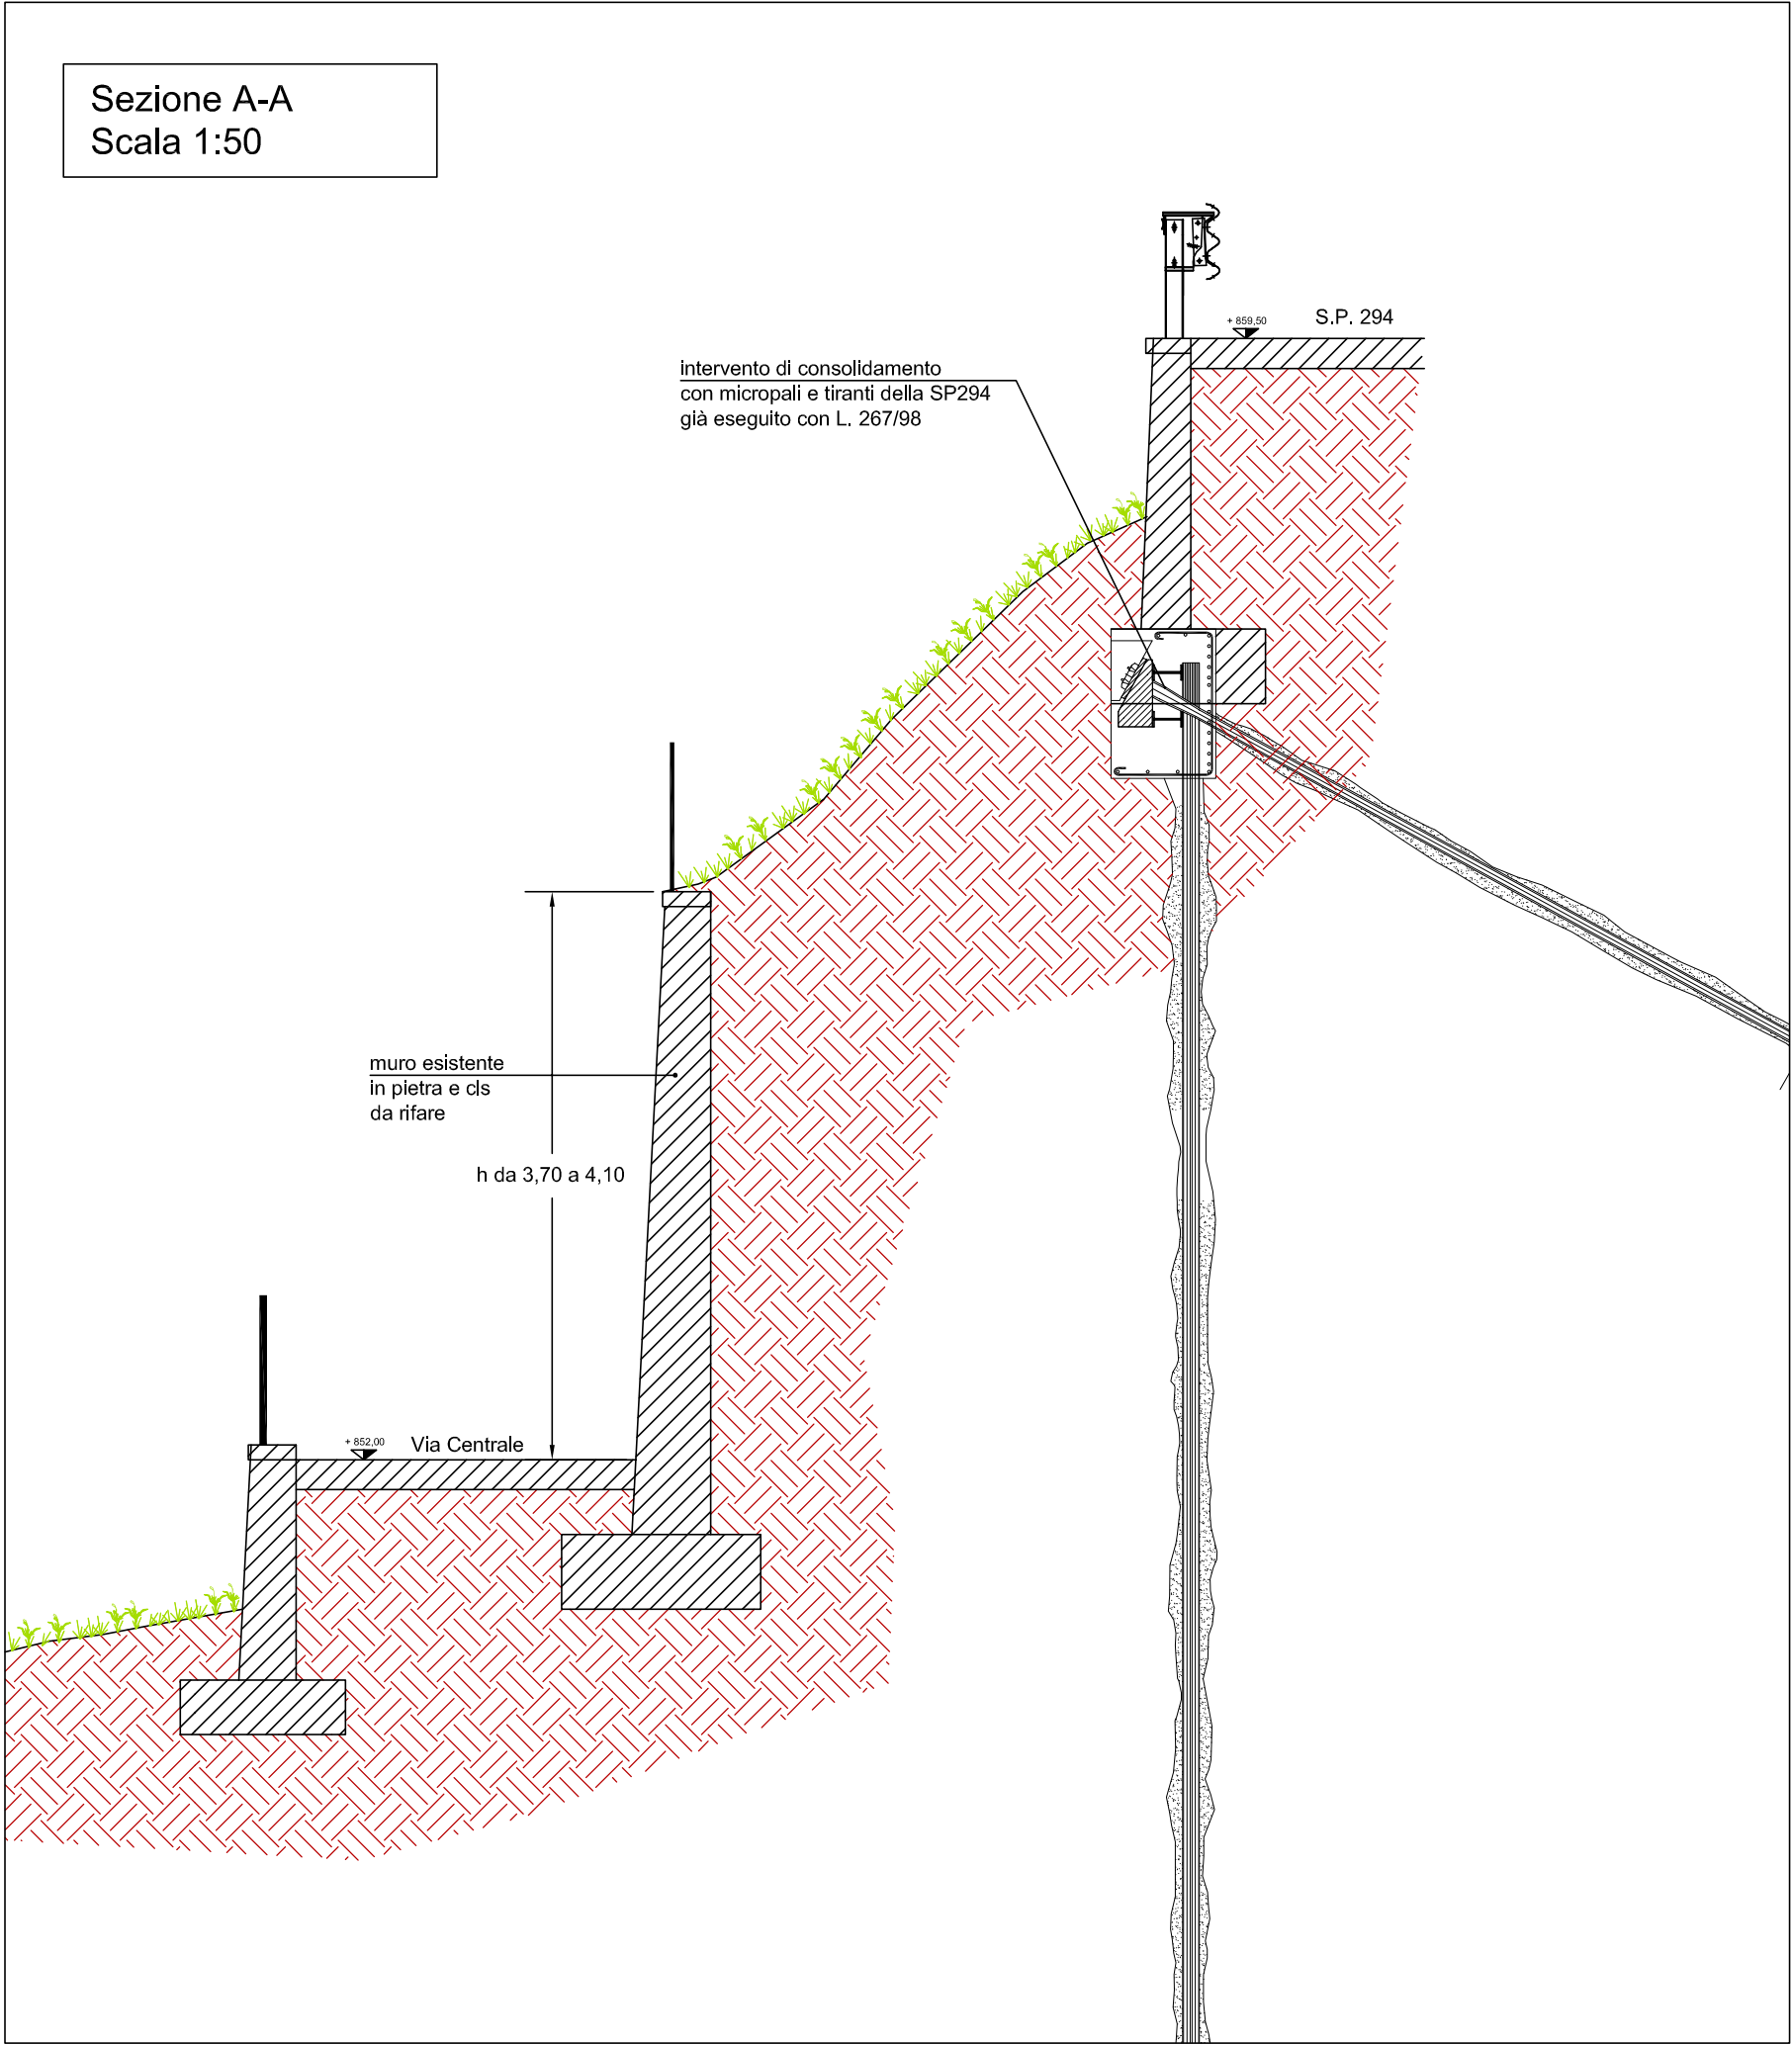 Sezione A-A
Scala 1:50
+ 859,50
S.P. 294
intervento di consolidamento
con micropali e tiranti della SP294
già eseguito con L. 267/98
muro esistente
in pietra e cls
da rifare
h da 3,70 a 4,10
+ 852,00
Via Centrale